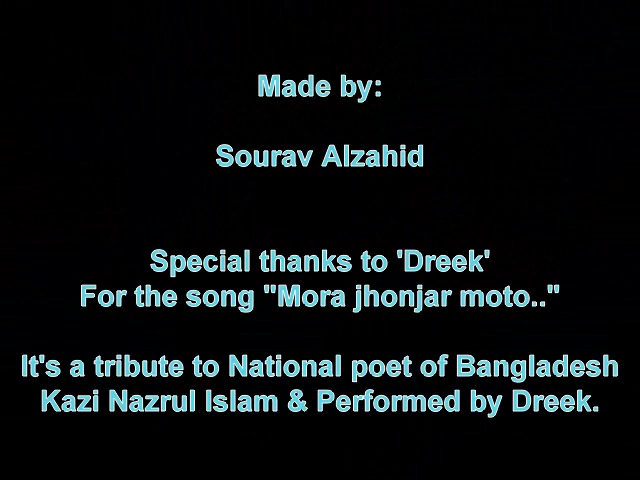 Made by:
Sourav Alzahid
Special thanks to 'Dreek'
For the song "Mora jhonjar moto.."
It's a tribute to National poet of Bangladesh
Kazi Nazrul Islam & Performed by Dreek.